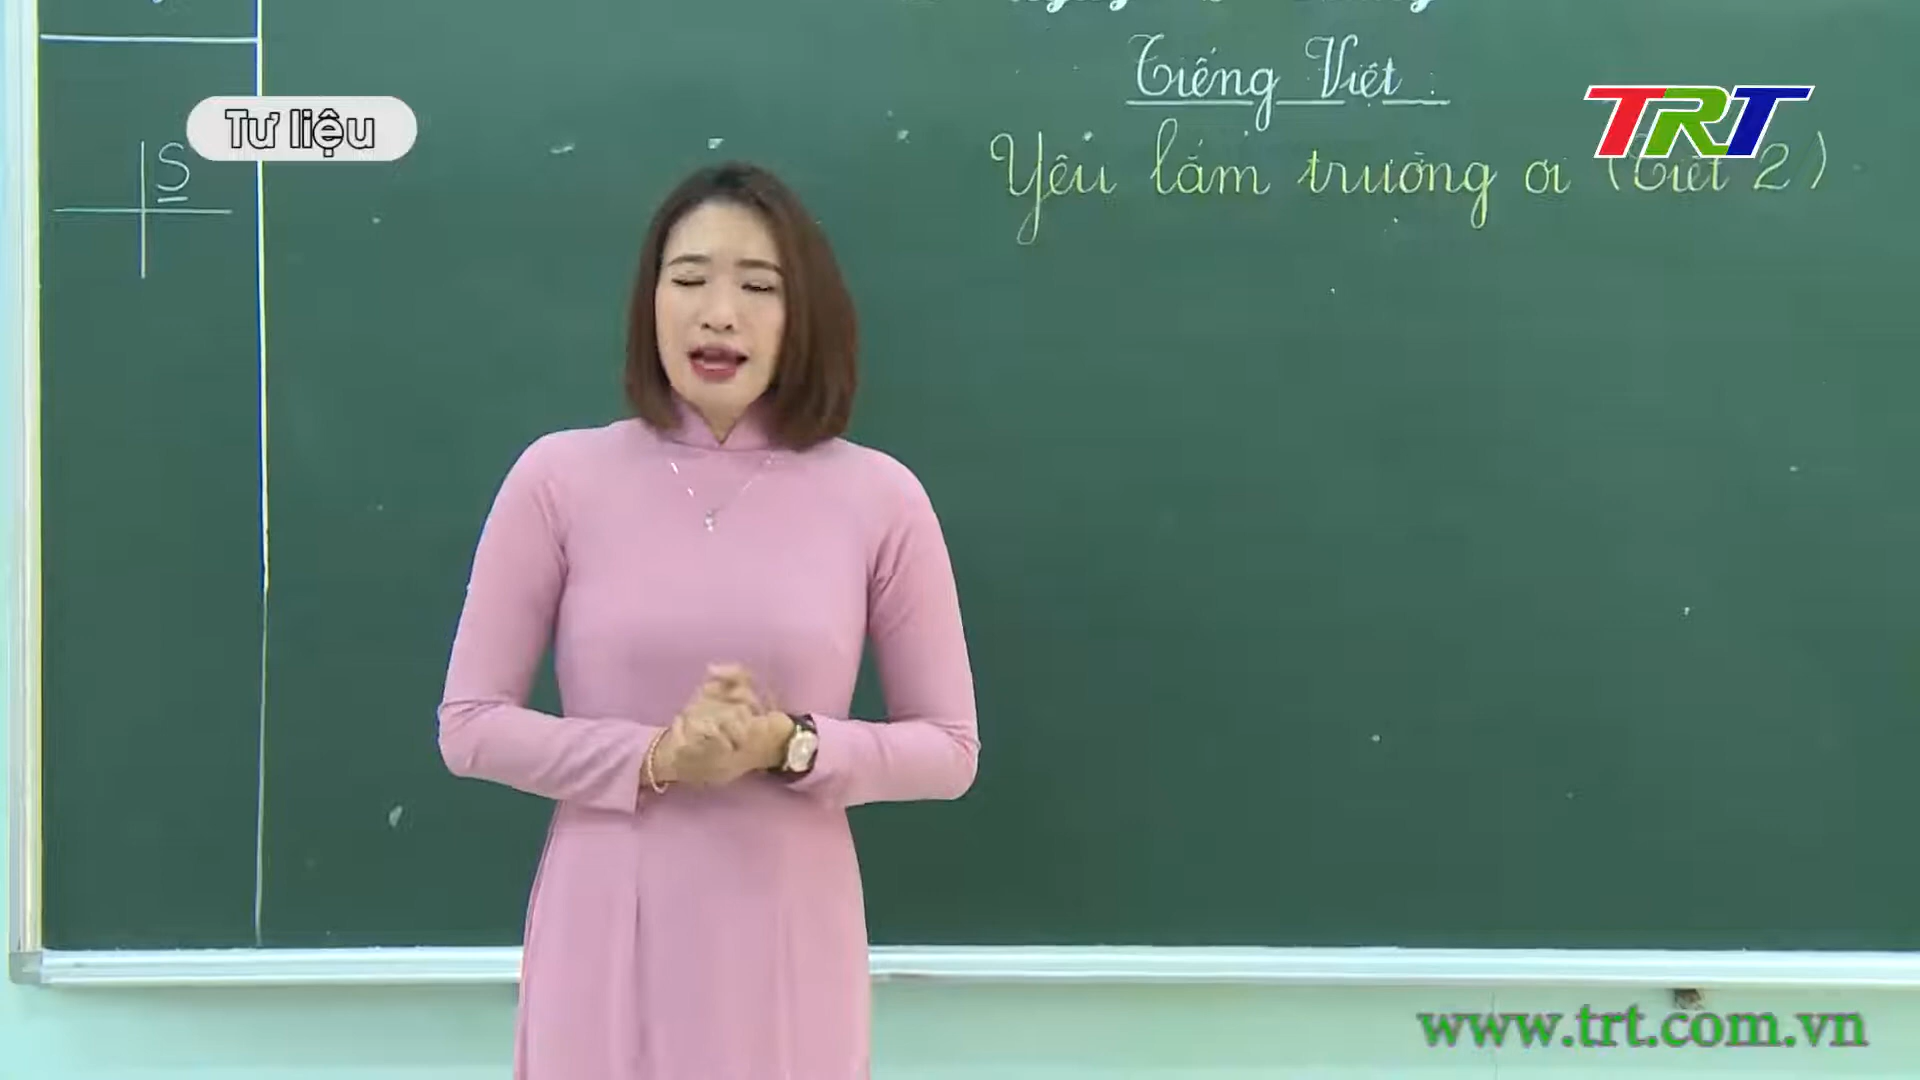 Tiếng Việt :
Tư liệu
TRT
S
Yêu lắm trường ơi (Tiết 2)
www.trt.com.vn